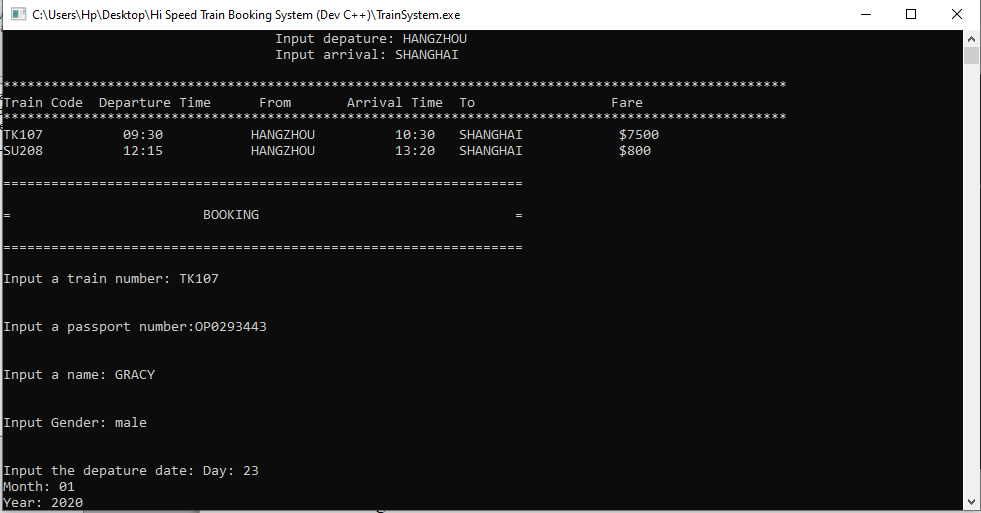 C:\Users\Hp\Desktop\Hi Speed Train Booking System (Dev C++)\TrainSystem.exe
Input depature: HANGZHOU
Input arrival: SHANGHAI
**************************************************************************************************
Train Code  Departure Time      From       Arrival Time  To                 Fare
**************************************************************************************************
TK107          09:30           HANGZHOU          10:30   SHANGHAI            $7500
SU208          12:15           HANGZHOU          13:20   SHANGHAI            $800
=================================================================
=                        BOOKING                                =
=================================================================
Input a train number: TK107
Input a passport number:OP0293443
Input a name: GRACY
Input Gender: male
Input the depature date: Day: 23
Month: 01
Year: 2020